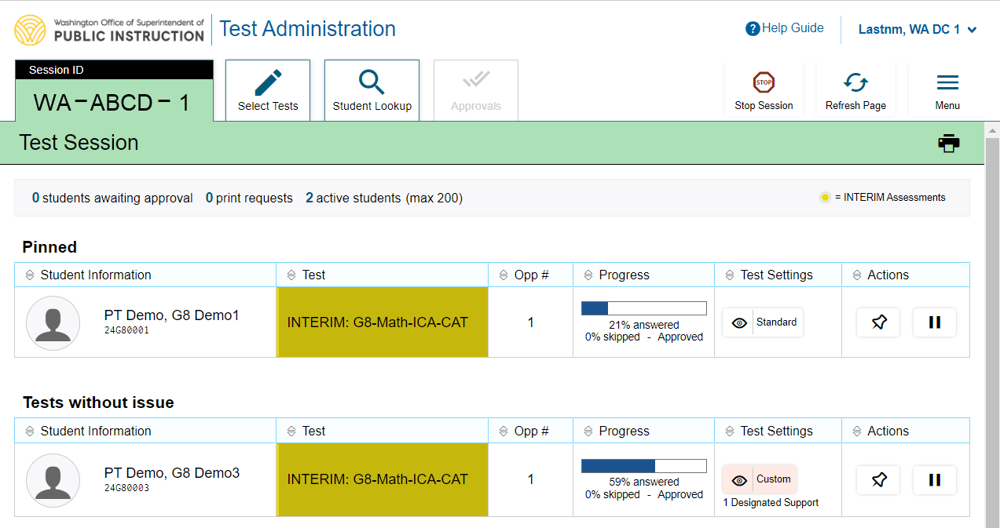 Washington Office of Superintendent of
PUBLIC INSTRUCTION
Test Administration
? Help Guide
Lastnm, WA DC 1
Session ID
WA-ABCD-1
Select Tests
Student Lookup
Approvals
STOP
Stop Session
Refresh Page
Menu
Test Session
0 students awaiting approval 0 print requests 2 active students (max 200)
= INTERIM Assessments
Pinned
Student Information Test Opp # Progress Test Settings Actions
PT Demo, G8 Demo1
24G80001
INTERIM: G8-Math-ICA-CAT
1
21% answered
0% skipped - Approved
Standard
Tests without issue
Student Information Test Opp # Progress Test Settings Actions
PT Demo, G8 Demo3
24G80003
INTERIM: G8-Math-ICA-CAT
1
59% answered
0% skipped - Approved
Custom
1 Designated Support